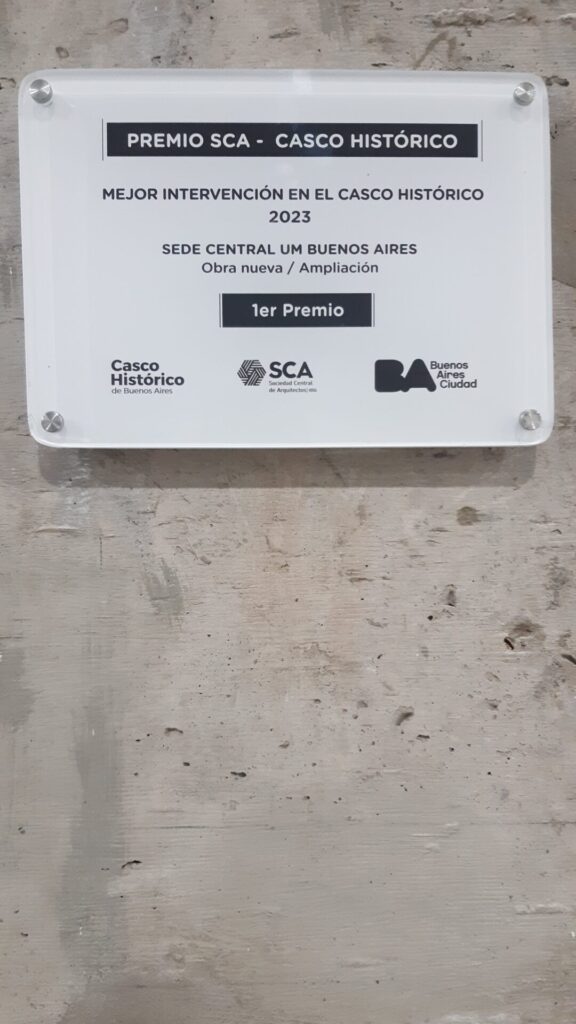 PREMIO SCA - CASCO HISTÓRICO
MEJOR INTERVENCIÓN EN EL CASCO HISTÓRICO
2023
SEDE CENTRAL UM BUENOS AIRES
Obra nueva / Ampliación
1er Premio
Casco
Histórico
de Buenos Aires
SCA
Sociedad Central
de Arquitectos
BA
Buenos
Aires
Ciudad